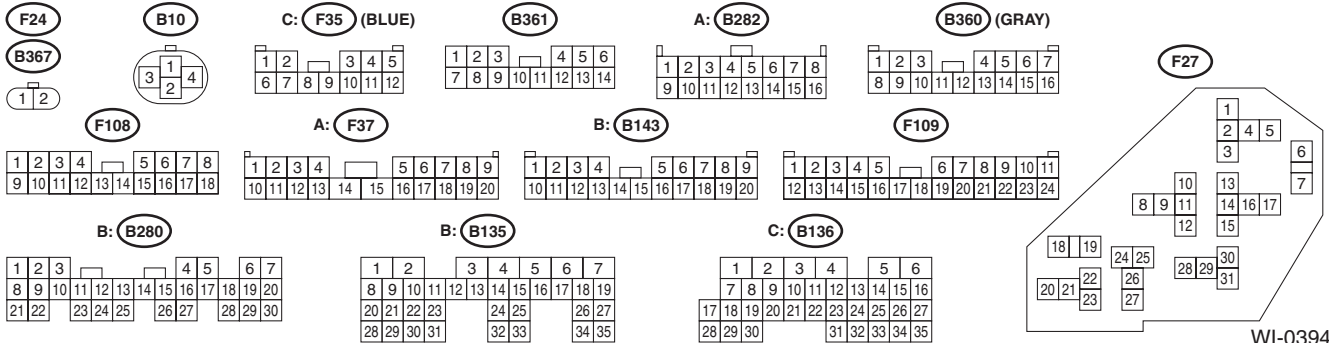 F24
B10
C: F35 (BLUE)
B361
A: B282
B360 (GRAY)
F27
B367
1 2
1
3 4
2
1 2 3 4 5
6 7 8 9 10 11 12
1 2 3 4 5 6
7 8 9 10 11 12 13 14
1 2 3 4 5 6 7 8
9 10 11 12 13 14 15 16
1 2 3 4 5 6 7
8 9 10 11 12 13 14 15 16
F108
A: F37
B: B143
F109
1 2 3 4 5 6 7 8
9 10 11 12 13 14 15 16 17 18
1 2 3 4 5 6 7 8 9
10 11 12 13 14 15 16 17 18 19 20
1 2 3 4 5 6 7 8 9
10 11 12 13 14 15 16 17 18 19 20
1 2 3 4 5 6 7 8 9 10 11
12 13 14 15 16 17 18 19 20 21 22 23 24
B: B280
B: B135
C: B136
1 2 3 4 5 6 7
8 9 10 11 12 13 14 15 16 17 18 19 20
21 22 23 24 25 26 27 28 29 30
1 2 3 4 5 6 7
8 9 10 11 12 13 14 15 16 17 18 19
20 21 22 23 24 25 26 27
28 29 30 31 32 33 34 35
1 2 3 4 5 6
7 8 9 10 11 12 13 14 15 16
17 18 19 20 21 22 23 24 25 26 27
28 29 30 31 32 33 34 35
1
2 4 5
3
6
7
10 13
8 9 11 14 16 17
12 15
18 19
24 25
30
28 29
31
22
20 21
23
26
27
WI-0394